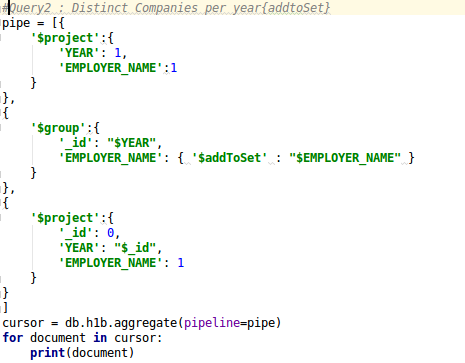 #Query2 : Distinct Companies per year{addtoSet}
pipe = [{
    '$project':{
        'YEAR': 1,
        'EMPLOYER_NAME':1
    }
},
{
    '$group':{
        '_id': "$YEAR",
        'EMPLOYER_NAME': { '$addToSet' : "$EMPLOYER_NAME" }
    }
},
{
    '$project':{
        '_id': 0,
        'YEAR': "$_id",
        'EMPLOYER_NAME': 1
    }
}
]
cursor = db.h1b.aggregate(pipeline=pipe)
for document in cursor:
    print(document)